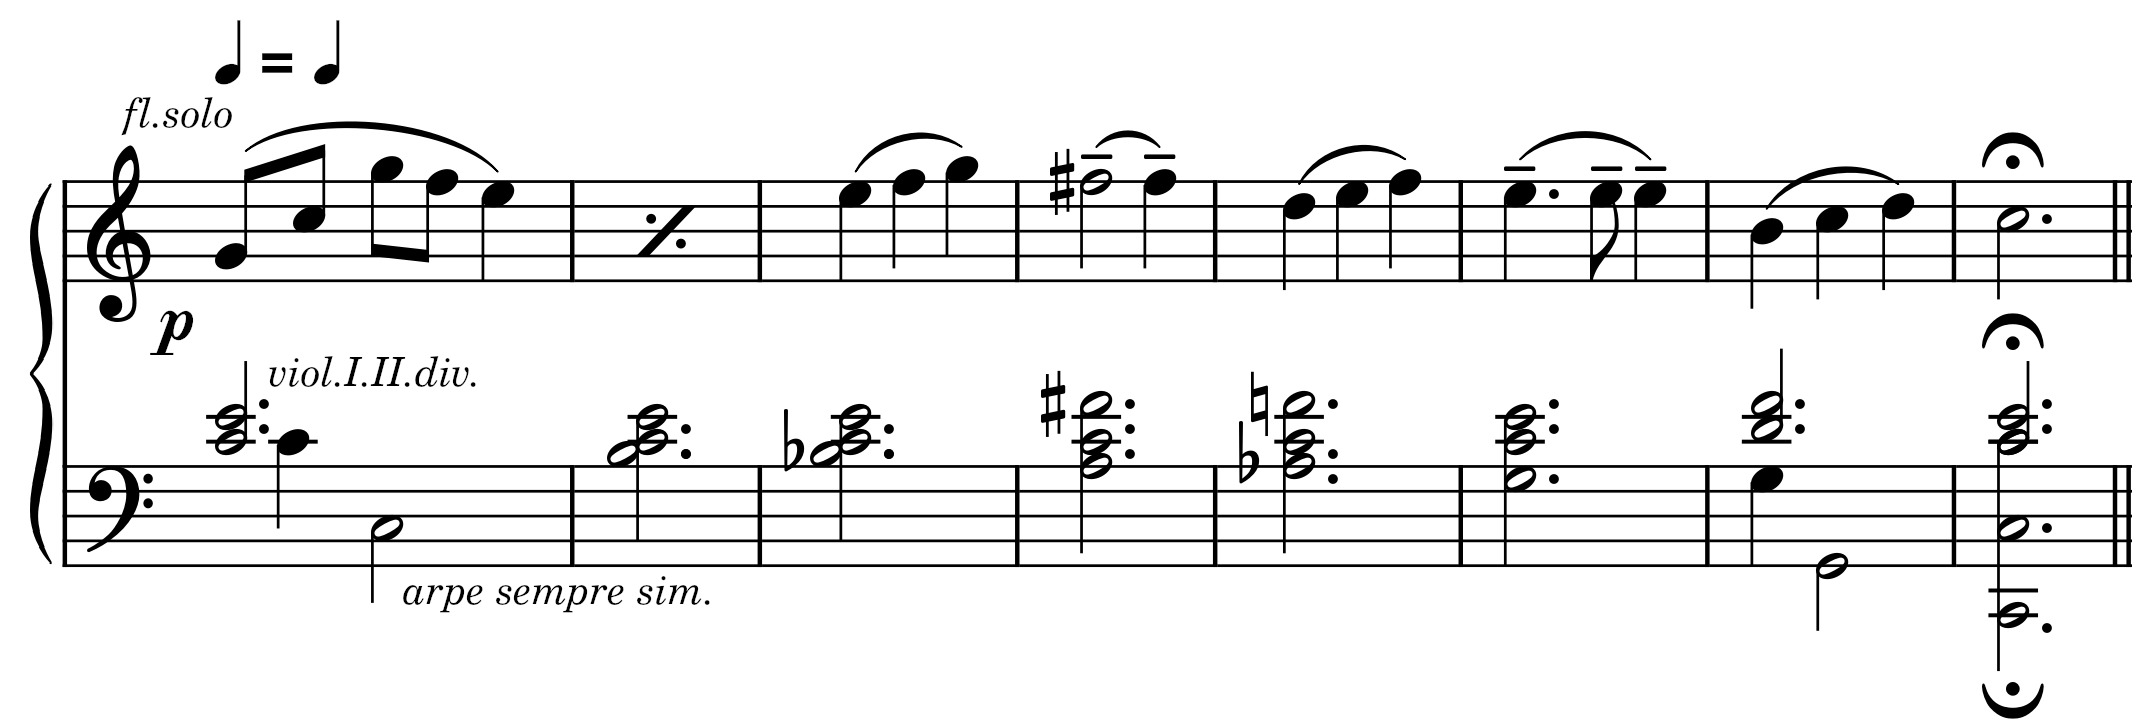 ♩ = ♩
fl.solo
p
viol.I.II.div.
arpe sempre sim.